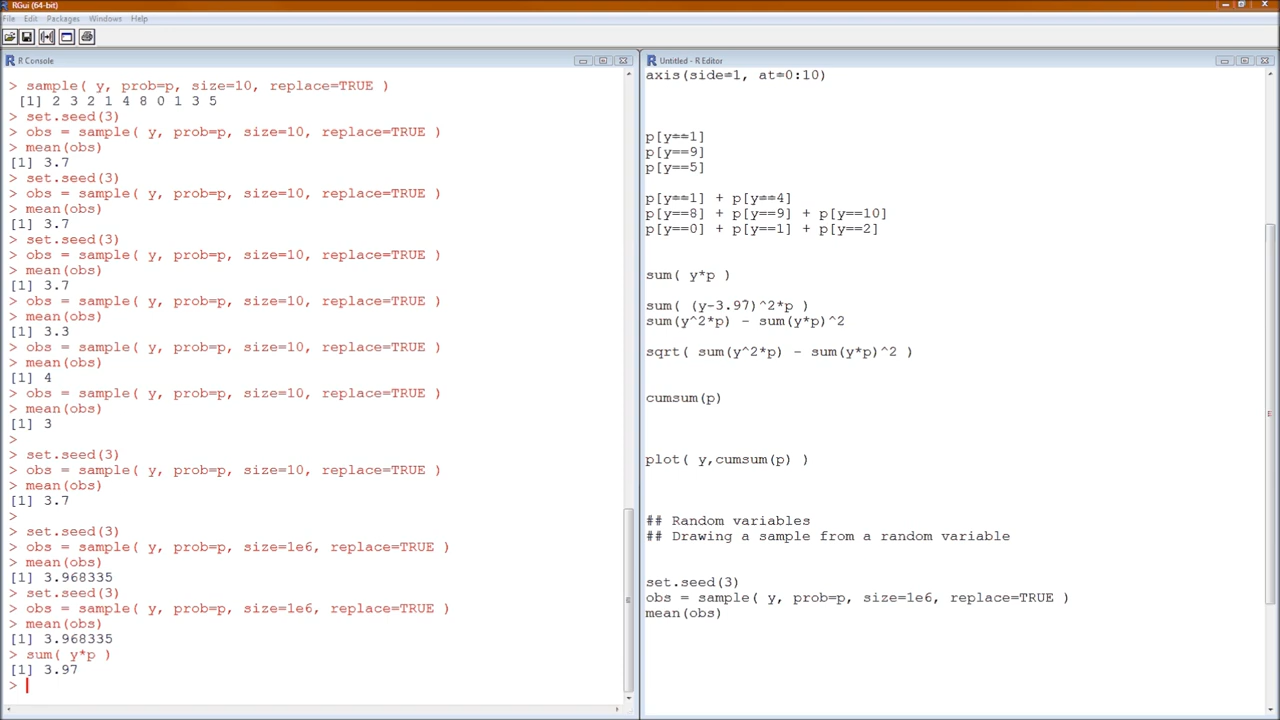 RGui (64-bit)
File Edit Packages Windows Help
R Console
> sample( y, prob=p, size=10, replace=TRUE )
[1] 2 3 2 1 4 8 0 1 3 5
> set.seed(3)
> obs = sample( y, prob=p, size=10, replace=TRUE )
> mean(obs)
[1] 3.7
> set.seed(3)
> obs = sample( y, prob=p, size=10, replace=TRUE )
> mean(obs)
[1] 3.7
> set.seed(3)
> obs = sample( y, prob=p, size=10, replace=TRUE )
> mean(obs)
[1] 3.7
> obs = sample( y, prob=p, size=10, replace=TRUE )
> mean(obs)
[1] 3.3
> obs = sample( y, prob=p, size=10, replace=TRUE )
> mean(obs)
[1] 4
> obs = sample( y, prob=p, size=10, replace=TRUE )
> mean(obs)
[1] 3
>
> set.seed(3)
> obs = sample( y, prob=p, size=10, replace=TRUE )
> mean(obs)
[1] 3.7
>
> set.seed(3)
> obs = sample( y, prob=p, size=1e6, replace=TRUE )
> mean(obs)
[1] 3.968335
> set.seed(3)
> obs = sample( y, prob=p, size=1e6, replace=TRUE )
> mean(obs)
[1] 3.968335
> sum( y*p )
[1] 3.97
>
Untitled - R Editor
axis(side=1, at=0:10)
p[y==1]
p[y==9]
p[y==5]
p[y==1] + p[y==4]
p[y==8] + p[y==9] + p[y==10]
p[y==0] + p[y==1] + p[y==2]
sum( y*p )
sum( (y-3.97)^2*p )
sum(y^2*p) - sum(y*p)^2
sqrt( sum(y^2*p) - sum(y*p)^2 )
cumsum(p)
plot( y,cumsum(p) )
## Random variables
## Drawing a sample from a random variable
set.seed(3)
obs = sample( y, prob=p, size=1e6, replace=TRUE )
mean(obs)